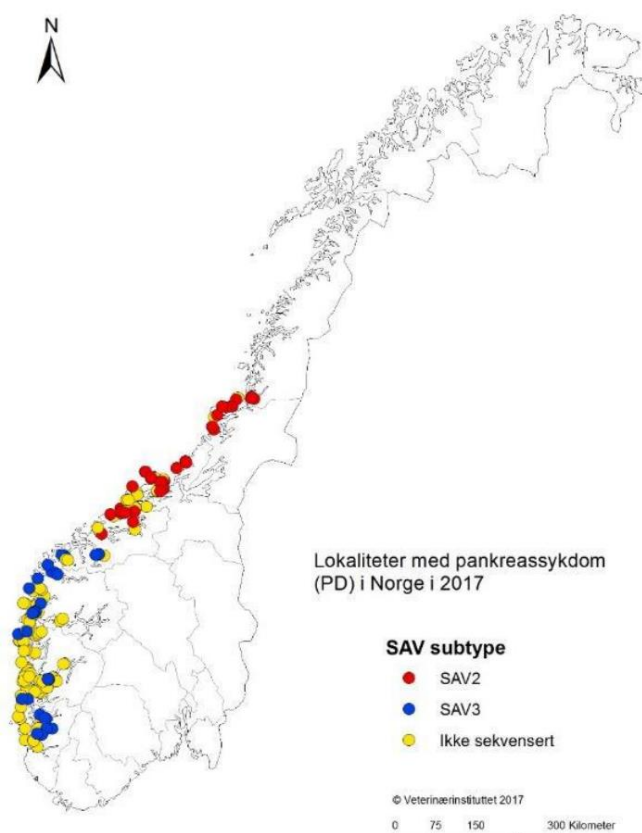 N
Lokaliteter med pankreassykdom
(PD) i Norge i 2017
SAV subtype
SAV2
SAV3
Ikke sekvensert
© Veterinærinstituttet 2017
0 75 150 300 Kilometer